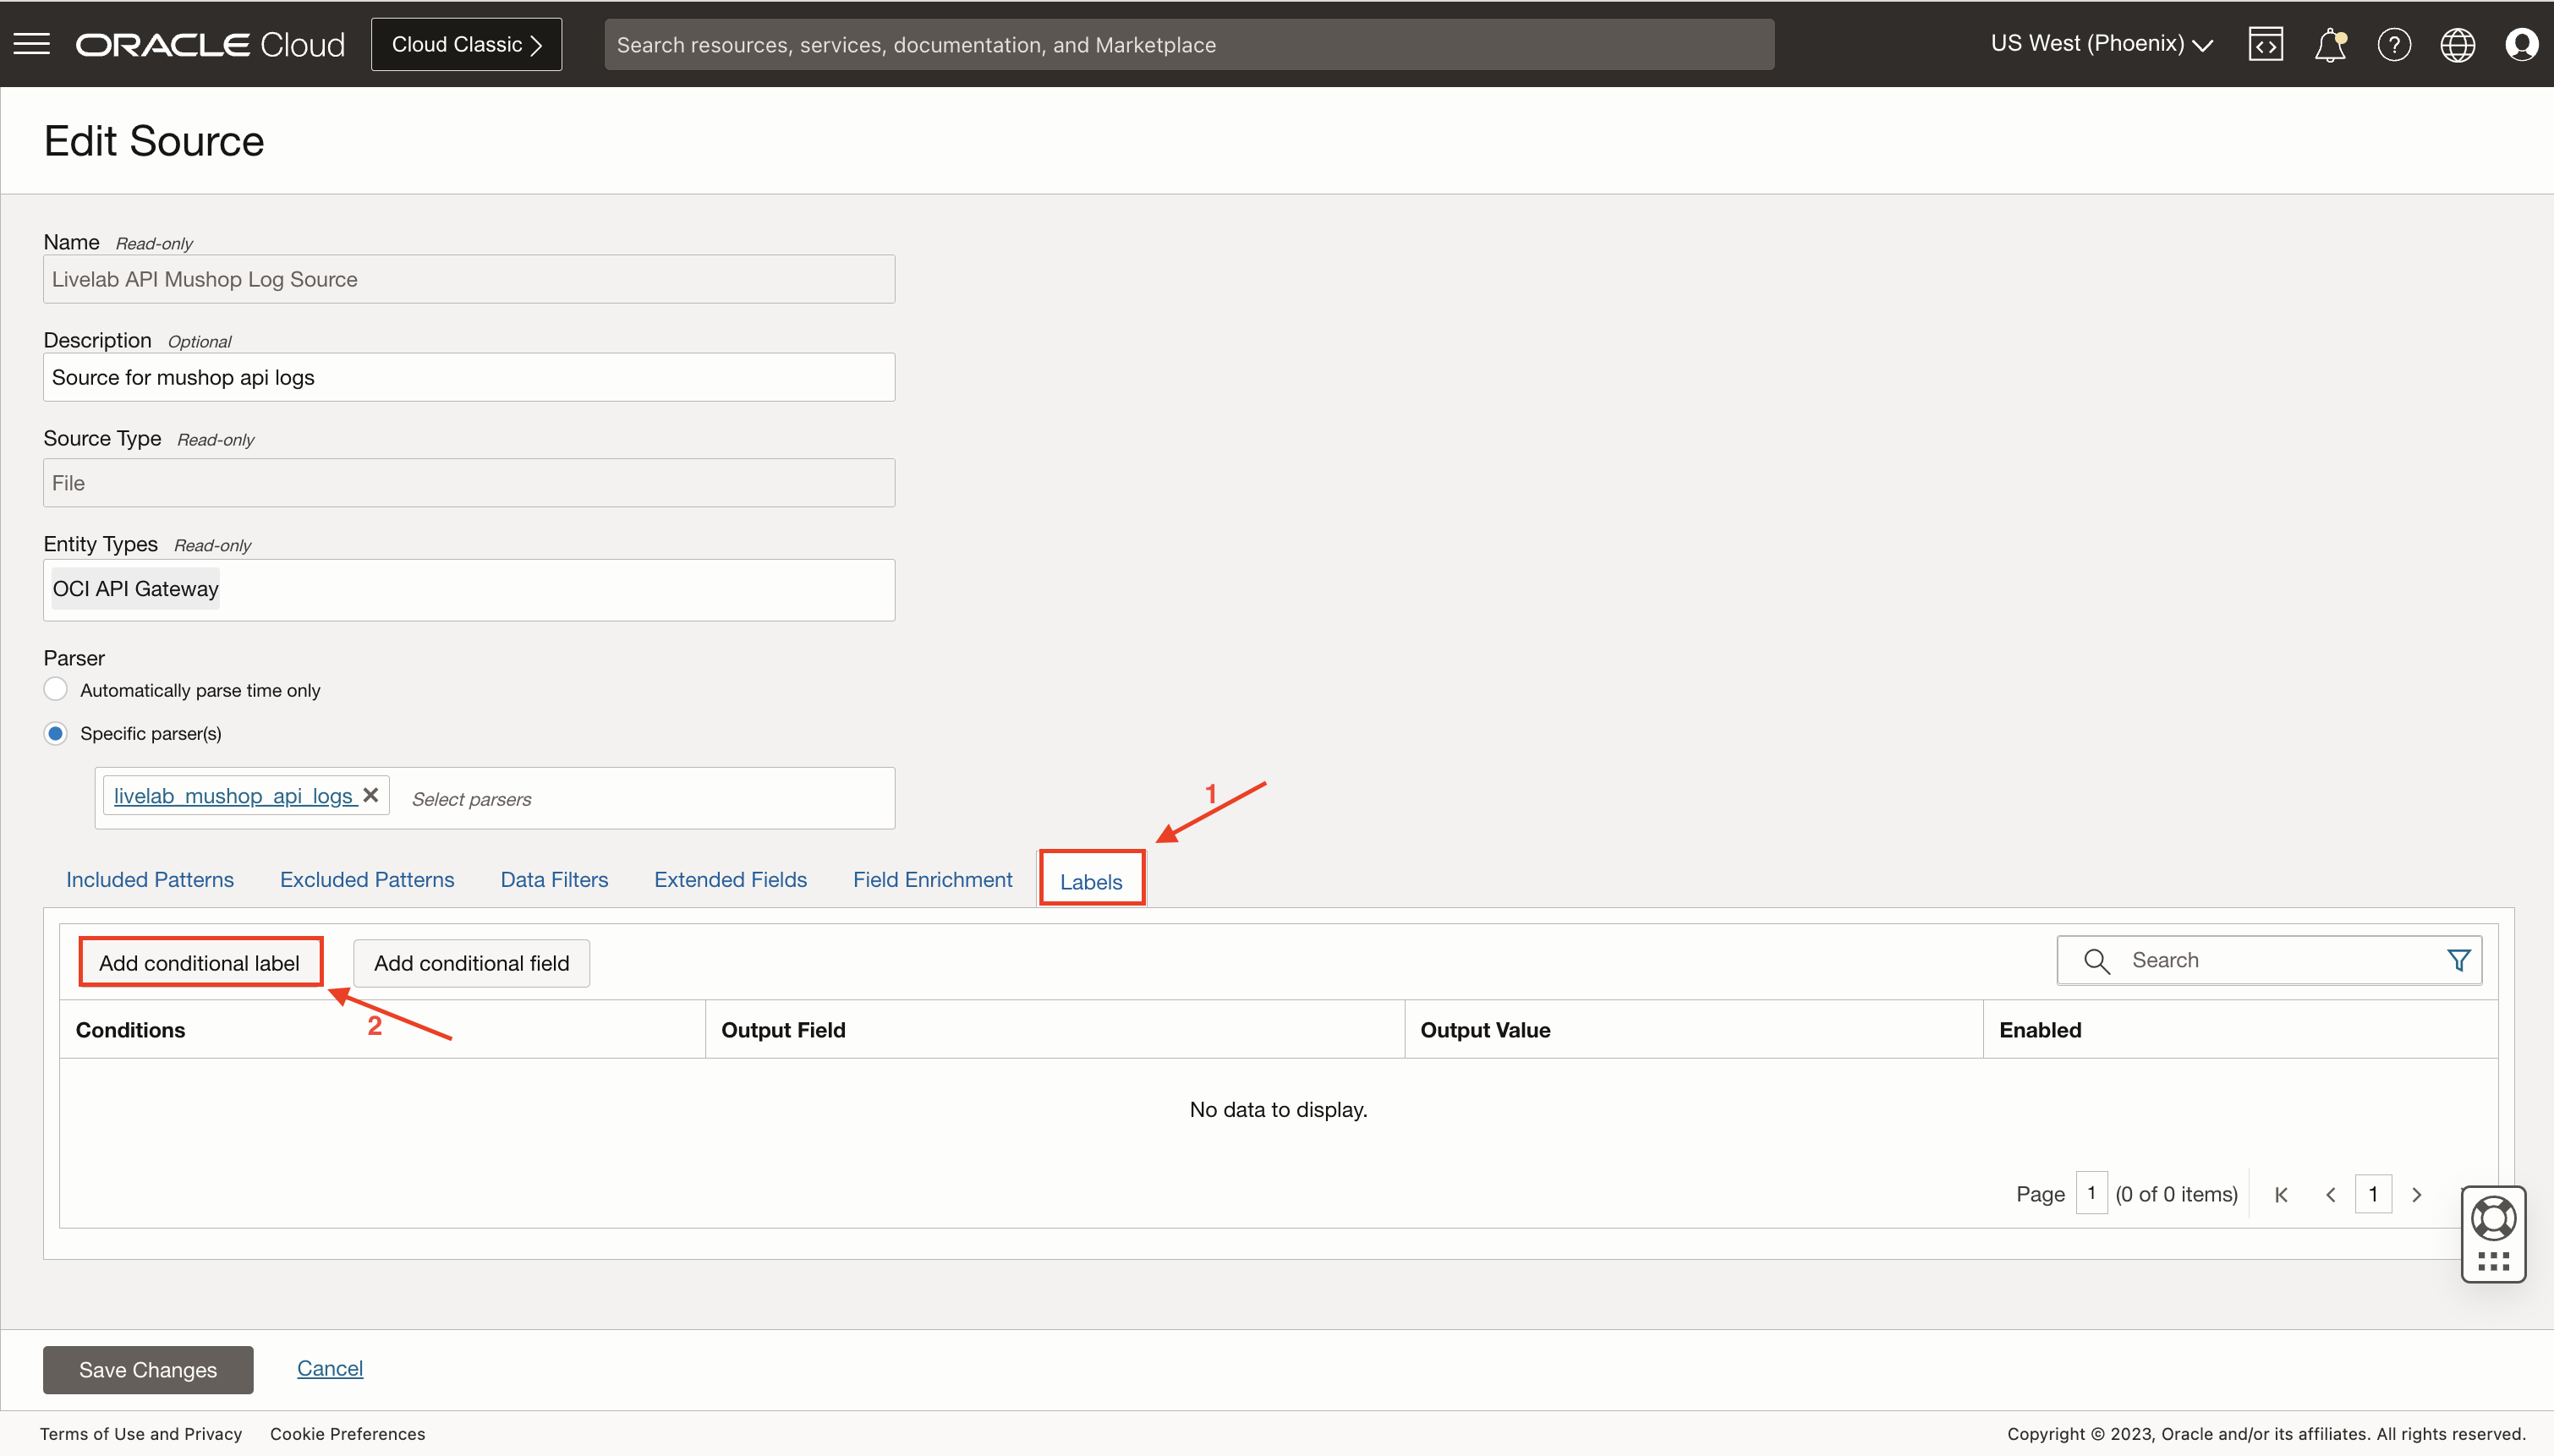 ORACLE Cloud
Cloud Classic
Search resources, services, documentation, and Marketplace
US West (Phoenix)
Edit Source
Name Read-only
Livelab API Mushop Log Source
Description Optional
Source for mushop api logs
Source Type Read-only
File
Entity Types Read-only
OCI API Gateway
Parser
Automatically parse time only
Specific parser(s)
livelab_mushop_api_logs Select parsers
1
Included Patterns Excluded Patterns Data Filters Extended Fields Field Enrichment Labels
Add conditional label Add conditional field Search
2
Conditions Output Field Output Value Enabled
No data to display.
Page 1 (0 of 0 items) 1
Save Changes Cancel
Terms of Use and Privacy Cookie Preferences Copyright © 2023, Oracle and/or its affiliates. All rights reserved.